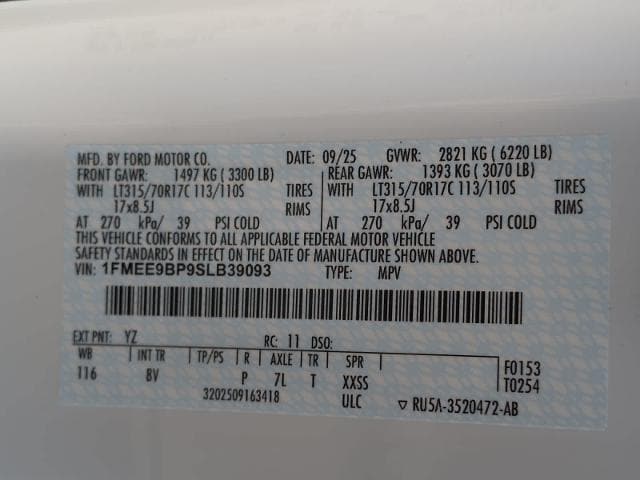 MFD. BY FORD MOTOR CO. DATE: 09/25 GVWR: 2821 KG ( 6220 LB)
FRONT GAWR: 1497 KG ( 3300 LB) REAR GAWR: 1393 KG ( 3070 LB)
WITH LT315/70R17C 113/110S TIRES WITH LT315/70R17C 113/110S TIRES
17x8.5J RIMS 17x8.5J RIMS
AT 270 kPa/ 39 PSI COLD AT 270 kPa/ 39 PSI COLD
THIS VEHICLE CONFORMS TO ALL APPLICABLE FEDERAL MOTOR VEHICLE
SAFETY STANDARDS IN EFFECT ON THE DATE OF MANUFACTURE SHOWN ABOVE.
VIN: 1FMEE9BP9SLB39093 TYPE: MPV
EXT PNT: YZ RC: 11 DSO:
WB INT TR TP/PS R AXLE TR SPR F0153
116 8V P 7L T XXSS T0254
3202509163418 ULC ▽ RU5A-3520472-AB